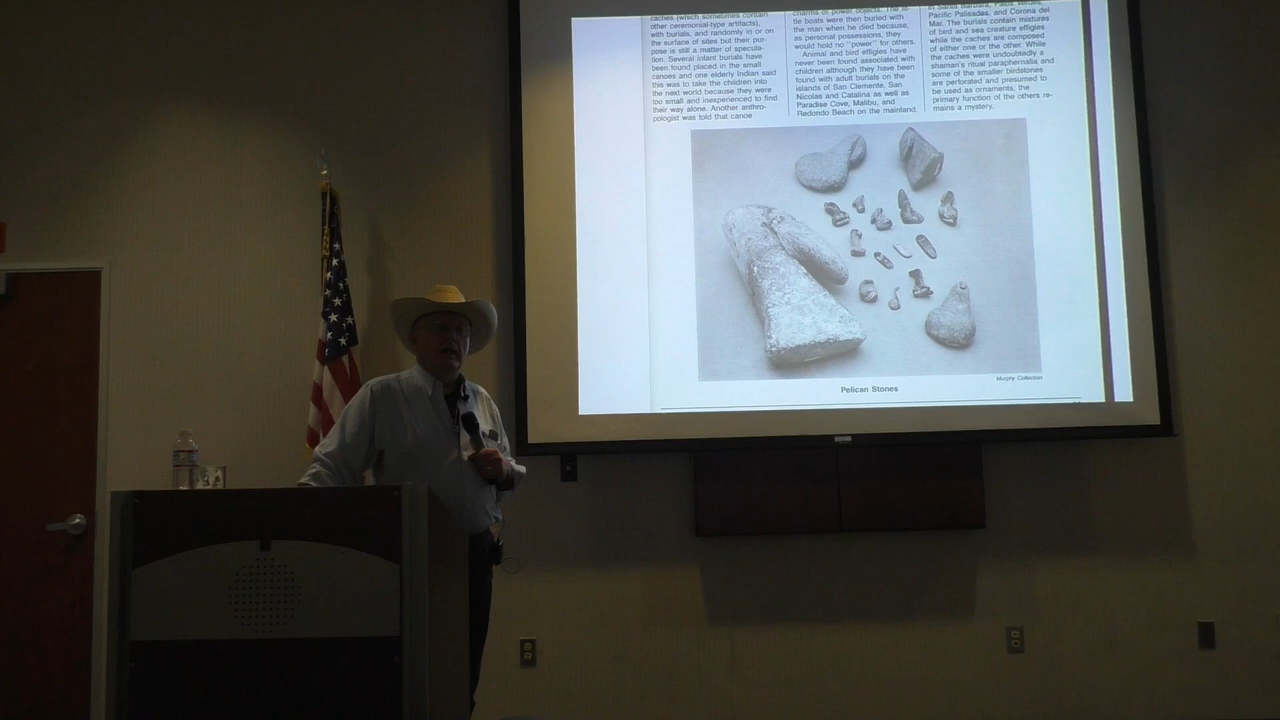 caches (which sometimes contain
other ceremonial-type artifacts),
with burials, and randomly in or on
the surface of sites but their pur-
pose is still a matter of specula-
tion. Several infant burials have
been found placed in the small
canoes and one elderly Indian said
this was to take the children into
the next world because they were
too small and inexperienced to find
their way alone. Another anthro-
pologist was told that canoe
charms or power objects. The
tle boats were then buried with
the man when he died because,
as personal possessions, they
would hold no "power" for others.
Animal and bird effigies have
never been found associated with
children although they have been
found with adult burials on the
islands of San Clemente, San
Nicolas and Catalina as well as
Paradise Cove, Malibu, and
Redondo Beach on the mainland.
in Santa Barbara, Palos Verdes,
Pacific Palisades, and Corona del
Mar. The burials contain mixtures
of bird and sea creature effigies
while the caches are composed
of either one or the other. While
the caches were undoubtedly a
shaman's ritual paraphernalia and
some of the smaller birdstones
are perforated and presumed to
be used as ornaments, the
primary function of the others re-
mains a mystery.
Murphy Collection
Pelican Stones